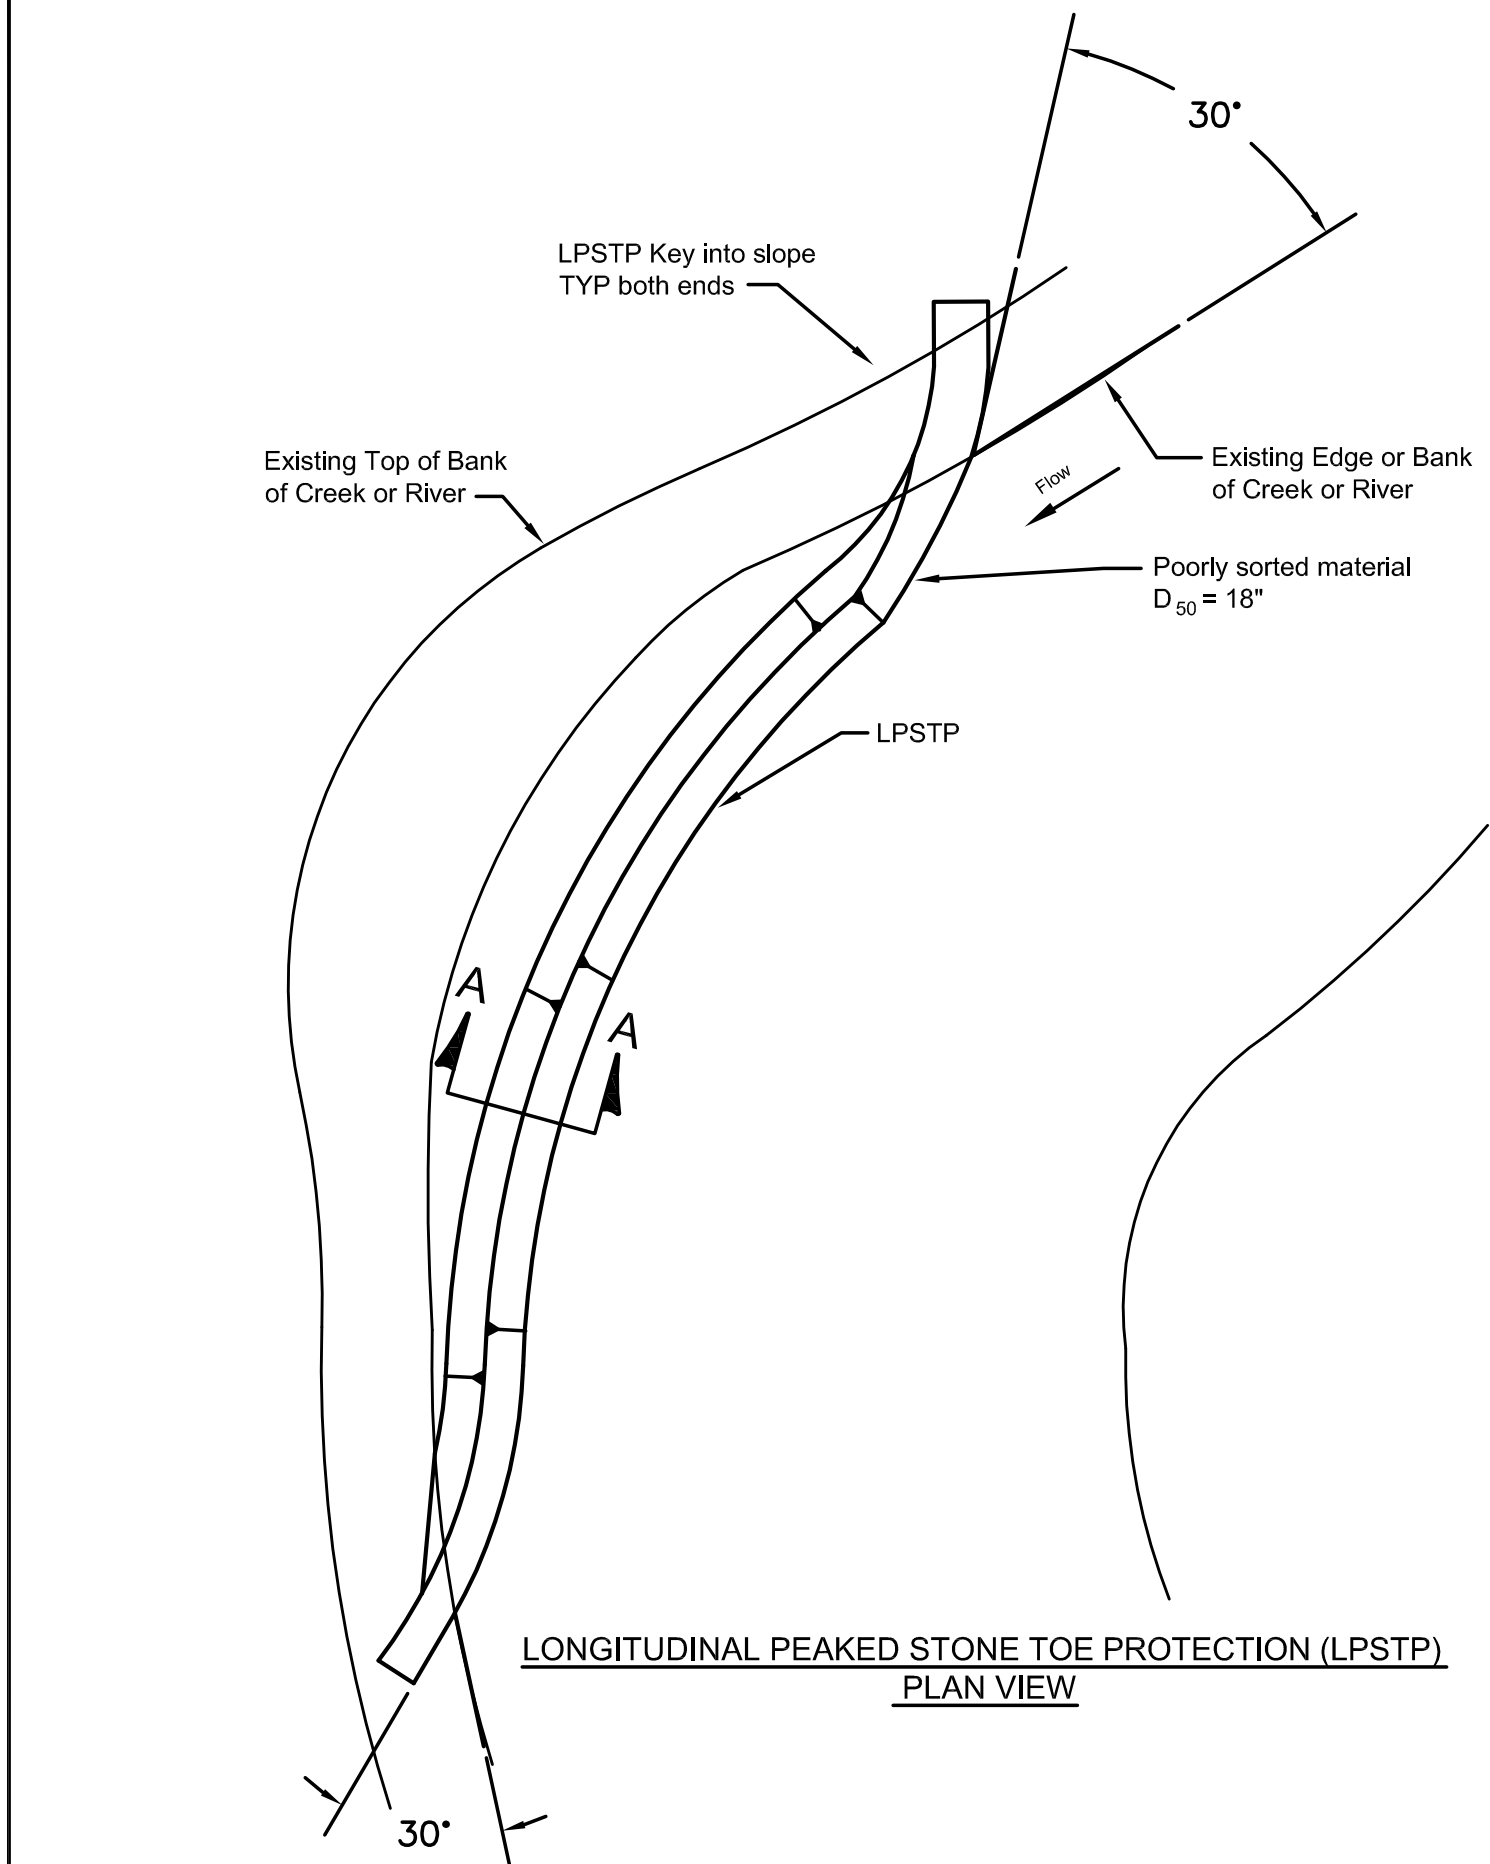 30°
LPSTP Key into slope
TYP both ends
Existing Top of Bank
of Creek or River
Existing Edge or Bank
of Creek or River
Flow
Poorly sorted material
D50 = 18"
LPSTP
A
A
LONGITUDINAL PEAKED STONE TOE PROTECTION (LPSTP)
PLAN VIEW
30°